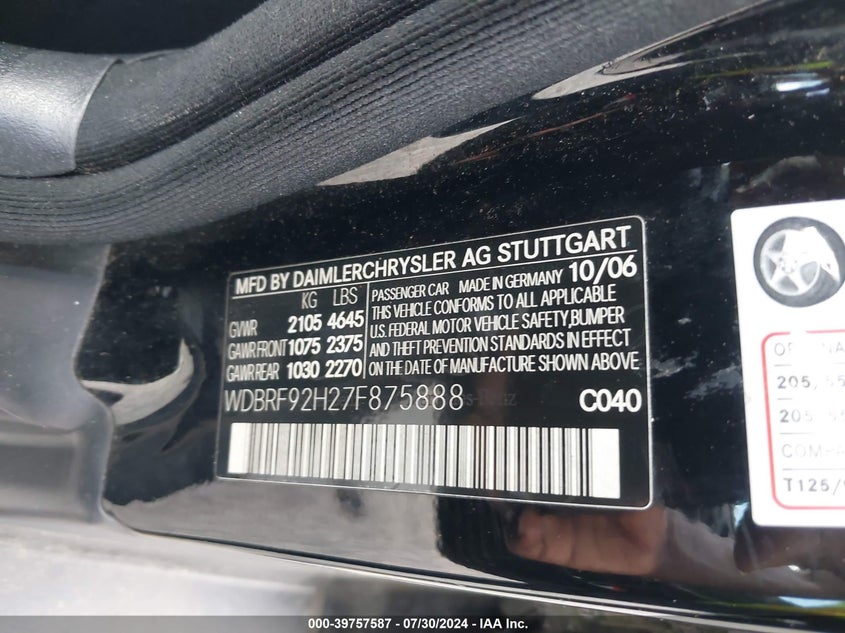 MFD BY DAIMLERCHRYSLER AG STUTTGART
KG LBS
GVWR 2105 4645
GAWR FRONT 1075 2375
GAWR REAR 1030 2270
PASSENGER CAR MADE IN GERMANY 10/06
THIS VEHICLE CONFORMS TO ALL APPLICABLE
U.S. FEDERAL MOTOR VEHICLE SAFETY,BUMPER
AND THEFT PREVENTION STANDARDS IN EFFECT
ON THE DATE OF MANUFACTURE SHOWN ABOVE
WDBRF92H27F875888 C040
205/55
205/55
T125/
000-39757587 / 07/30/2024 - IAA Inc.